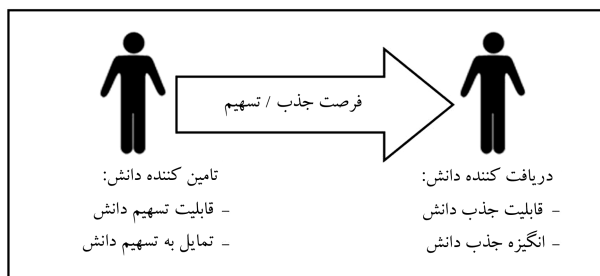 فرصت جذب / تسهیم
دریافت کننده دانش:
- قابلیت جذب دانش
- انگیزه جذب دانش
تامین کننده دانش:
- قابلیت تسهیم دانش
- تمایل به تسهیم دانش